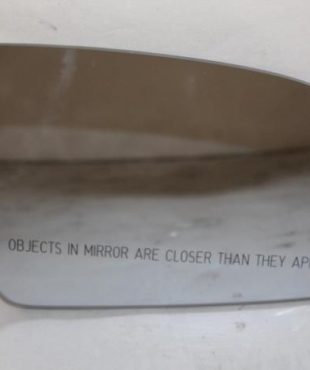 OBJECTS IN MIRROR ARE CLOSER THAN THEY AP